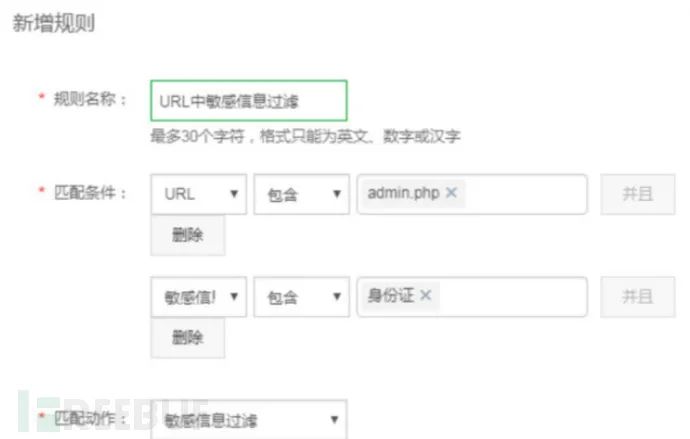 新增规则
* 规则名称： URL中敏感信息过滤
最多30个字符，格式只能为英文、数字或汉字
* 匹配条件： URL ▼ 包含 ▼ admin.php × 并且
删除
敏感信! ▼ 包含 ▼ 身份证 × 并且
删除
* 匹配动作： 敏感信息过滤 ▼
FREEBUF